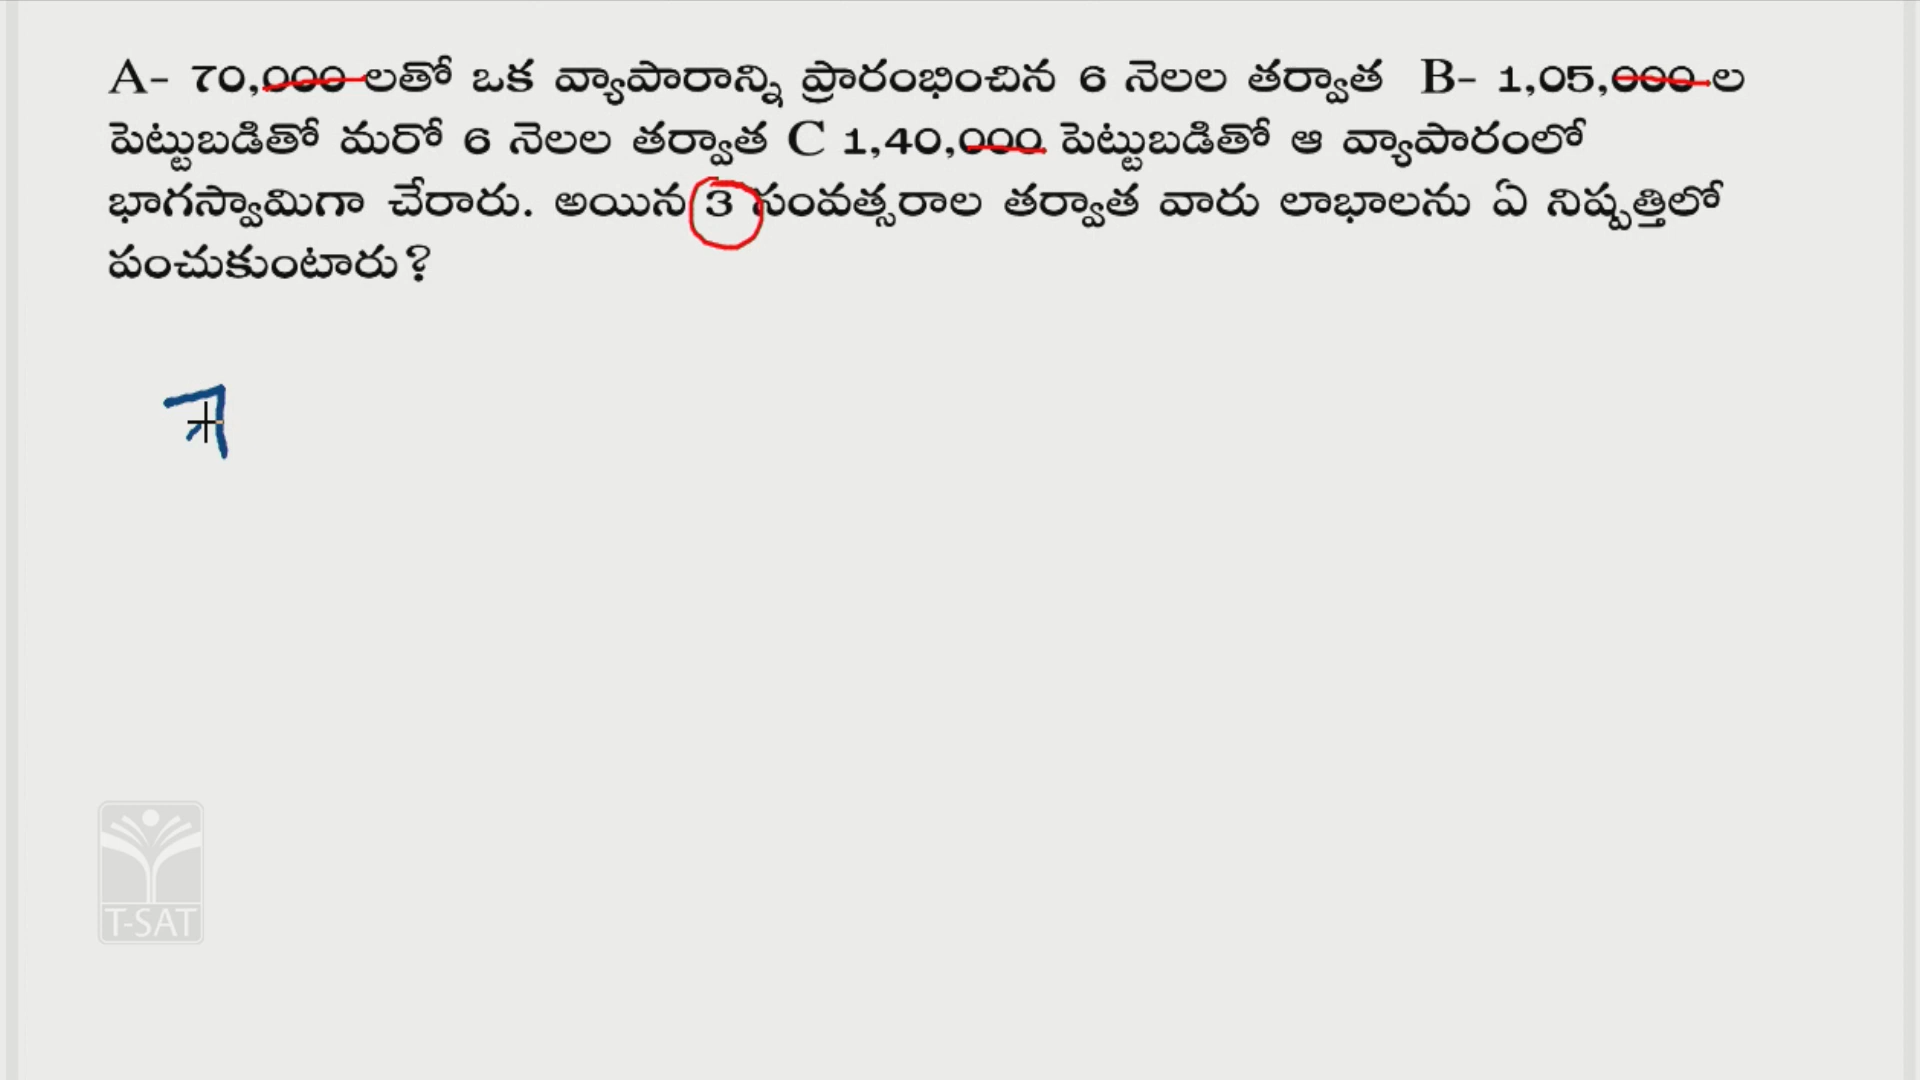 A- 70,000 లతో ఒక వ్యాపారాన్ని ప్రారంభించిన 6 నెలల తర్వాత B- 1,05,000 ల
పెట్టుబడితో మరో 6 నెలల తర్వాత C 1,40,000 పెట్టుబడితో ఆ వ్యాపారంలో
భాగస్వామిగా చేరారు. అయిన 3 సంవత్సరాల తర్వాత వారు లాభాలను ఏ నిష్పత్తిలో
పంచుకుంటారు?
7
T-SAT